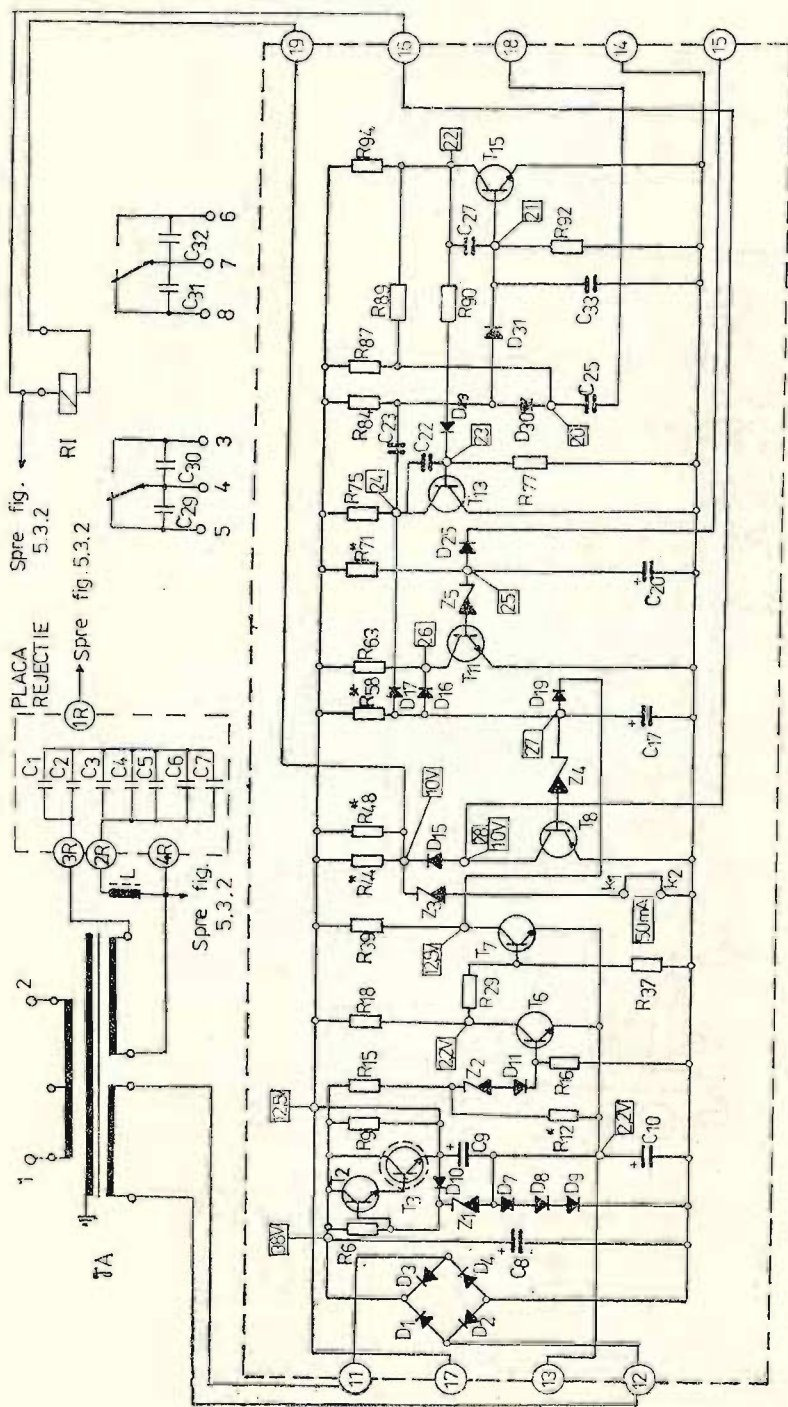 1
2
TA
PLACA
REJECTIE
C1
C2
C3
C4
C5
C6
C7
3R
2R
4R
1R
L
Spre fig.
5.3.2
Spre fig. 5.3.2
Spre fig.
5.3.2
RI
C29
C30
5
4
3
C31
C32
8
7
6
19
16
18
14
15
11
17
13
12
36V
12,5V
D1
D3
D2
D4
R6
T2
T3
R9
D10
Z1
C8
C9
D7
D8
D9
R12*
2,2V
C10
R15
Z2
D11
R16
R18
2,2V
R29
T6
R39
12,5V
T7
R37
R44*
R48*
10V
Z3
D15
28
10V
T8
Z4
k1
50mA
k2
R58*
R63
D17
D16
26
27
D19
C17
T11
Z5
R71*
D25
25
C20
R75
24
C23
C22
23
T13
R77
R84
R87
D29
D30
20
C25
R89
R90
D31
C33
C27
21
R92
R94
22
T15